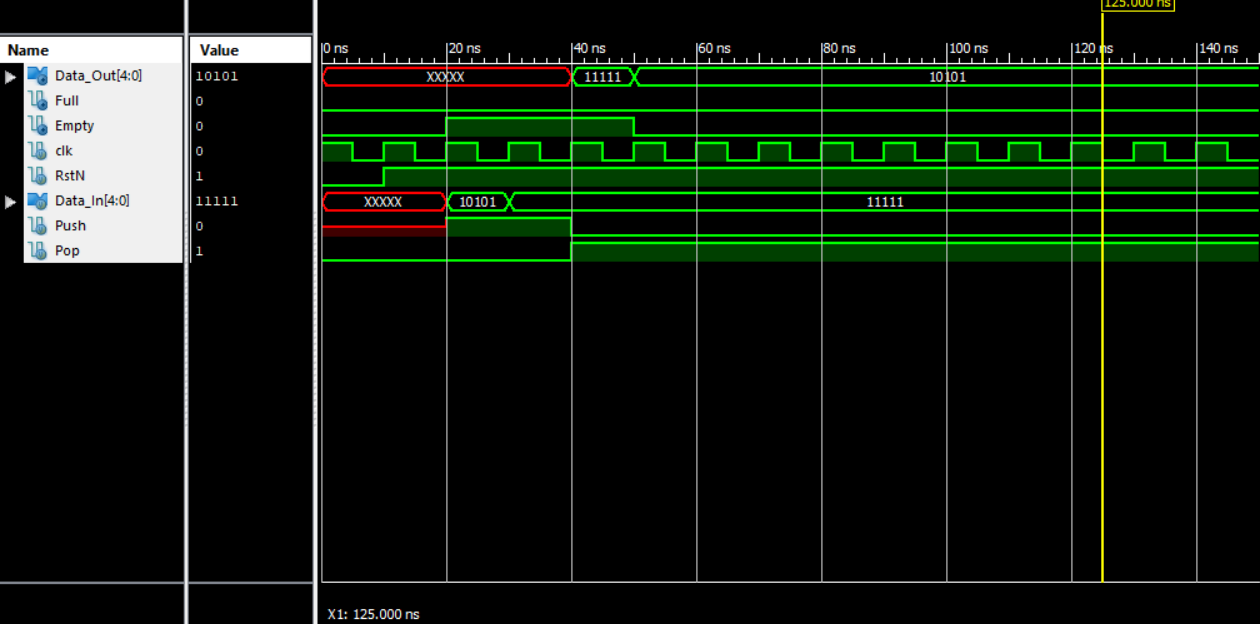 125.000 ns
Name Value 0 ns 20 ns 40 ns 60 ns 80 ns 100 ns 120 ns 140 ns
Data_Out[4:0] 10101 XXXXX 11111 10101
Full 0
Empty 0
clk 0
RstN 1
Data_In[4:0] 11111 XXXXX 10101 11111
Push 0
Pop 1
X1: 125.000 ns